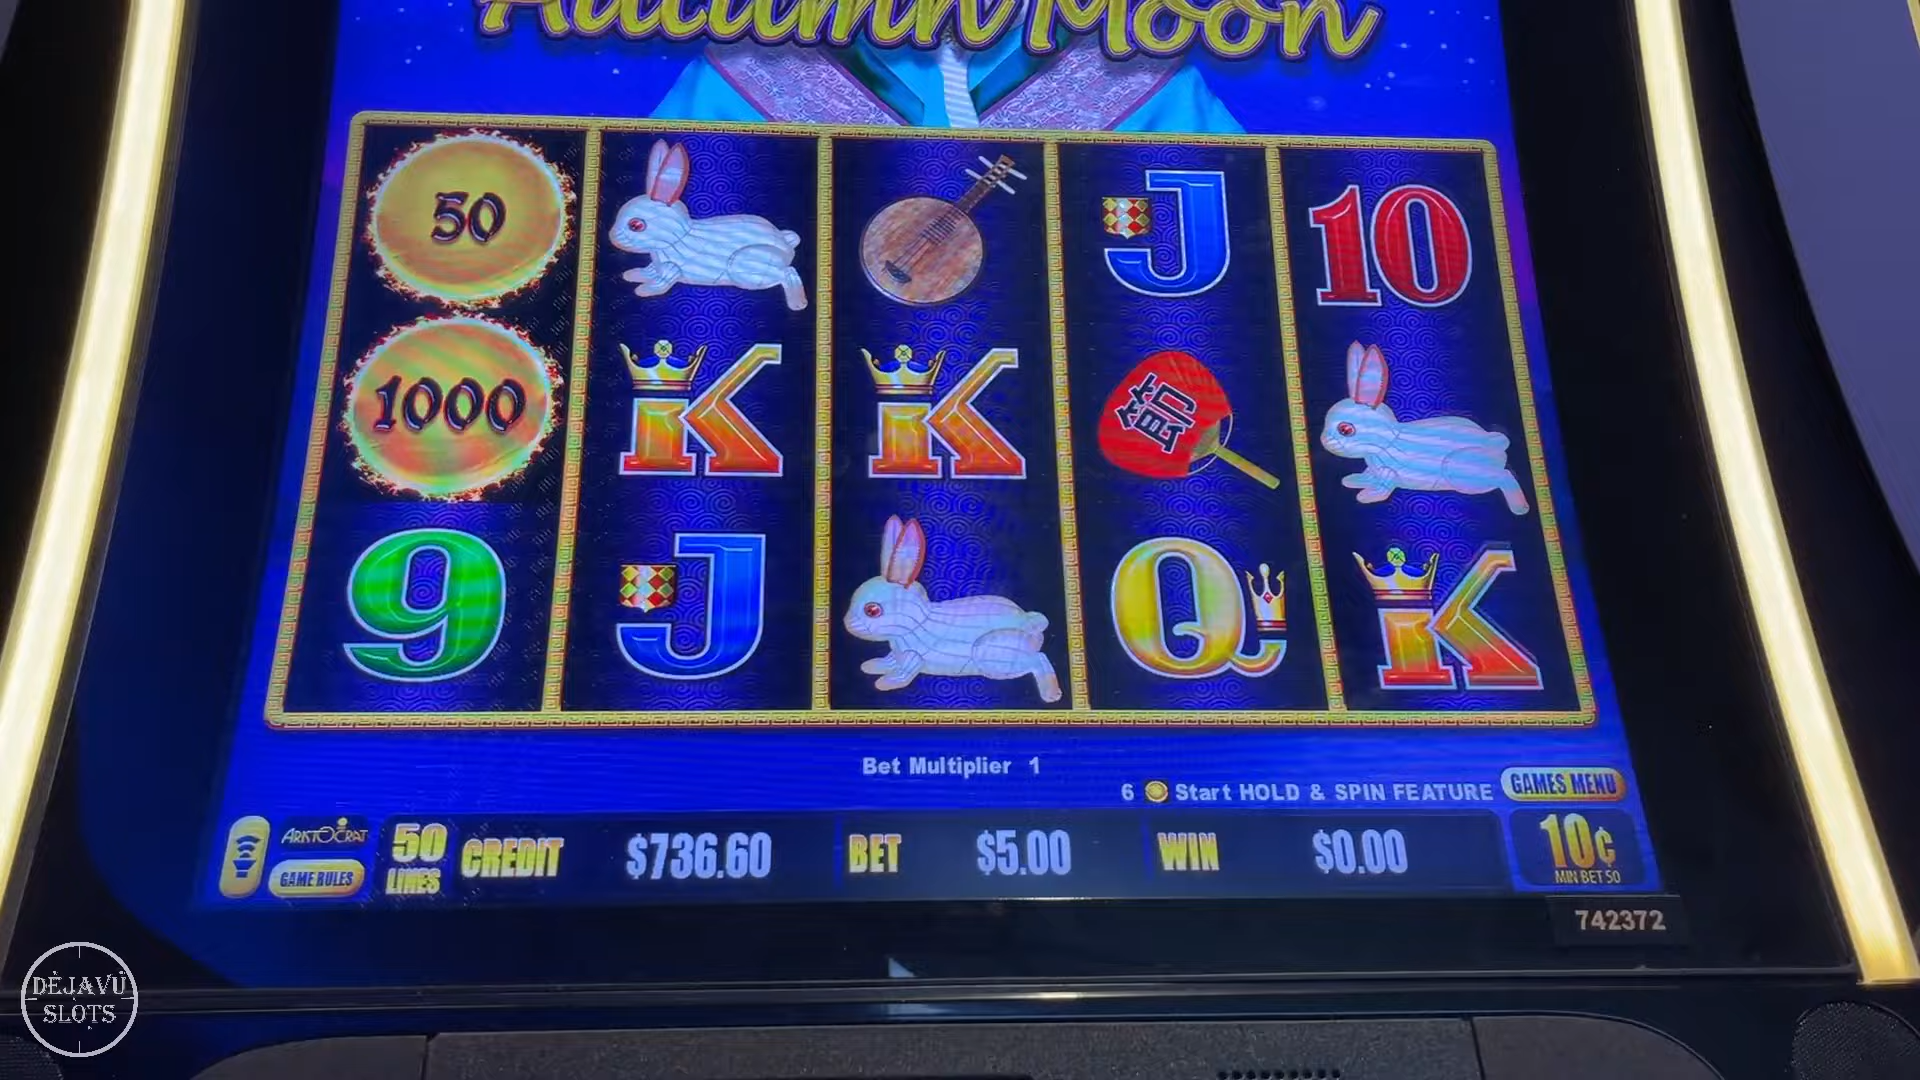 Autumn Moon
50
J
10
1000
K
K
9
J
Q
K
Bet Multiplier 1
6 Start HOLD & SPIN FEATURE
GAMES MENU
ARISTOCRAT
GAME RULES
50 LINES
CREDIT $736.60
BET $5.00
WIN $0.00
10¢
MIN BET 50
742372
DÉJAVÜ
SLOTS